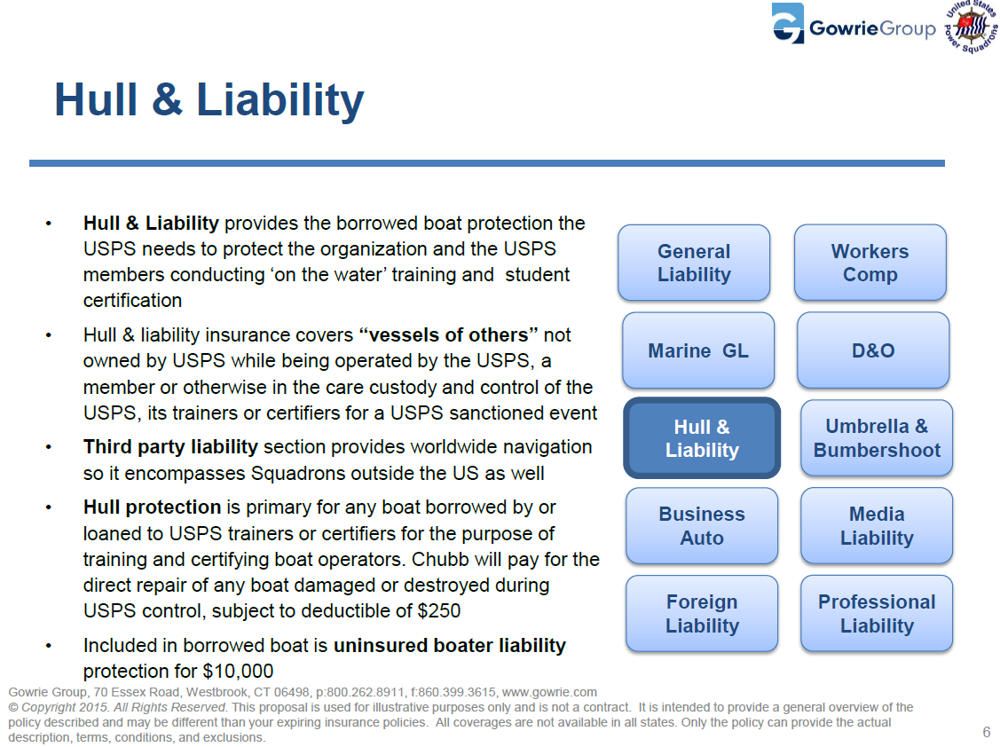 GowrieGroup
United States
Power Squadrons
Hull & Liability
• Hull & Liability provides the borrowed boat protection the
USPS needs to protect the organization and the USPS
members conducting ‘on the water’ training and student
certification
• Hull & liability insurance covers “vessels of others” not
owned by USPS while being operated by the USPS, a
member or otherwise in the care custody and control of the
USPS, its trainers or certifiers for a USPS sanctioned event
• Third party liability section provides worldwide navigation
so it encompasses Squadrons outside the US as well
• Hull protection is primary for any boat borrowed by or
loaned to USPS trainers or certifiers for the purpose of
training and certifying boat operators. Chubb will pay for the
direct repair of any boat damaged or destroyed during
USPS control, subject to deductible of $250
• Included in borrowed boat is uninsured boater liability
protection for $10,000
General
Liability
Workers
Comp
Marine GL
D&O
Hull &
Liability
Umbrella &
Bumbershoot
Business
Auto
Media
Liability
Foreign
Liability
Professional
Liability
Gowrie Group, 70 Essex Road, Westbrook, CT 06498, p:800.262.8911, f:860.399.3615, www.gowrie.com
© Copyright 2015. All Rights Reserved. This proposal is used for illustrative purposes only and is not a contract. It is intended to provide a general overview of the
policy described and may be different than your expiring insurance policies. All coverages are not available in all states. Only the policy can provide the actual
description, terms, conditions, and exclusions.
6